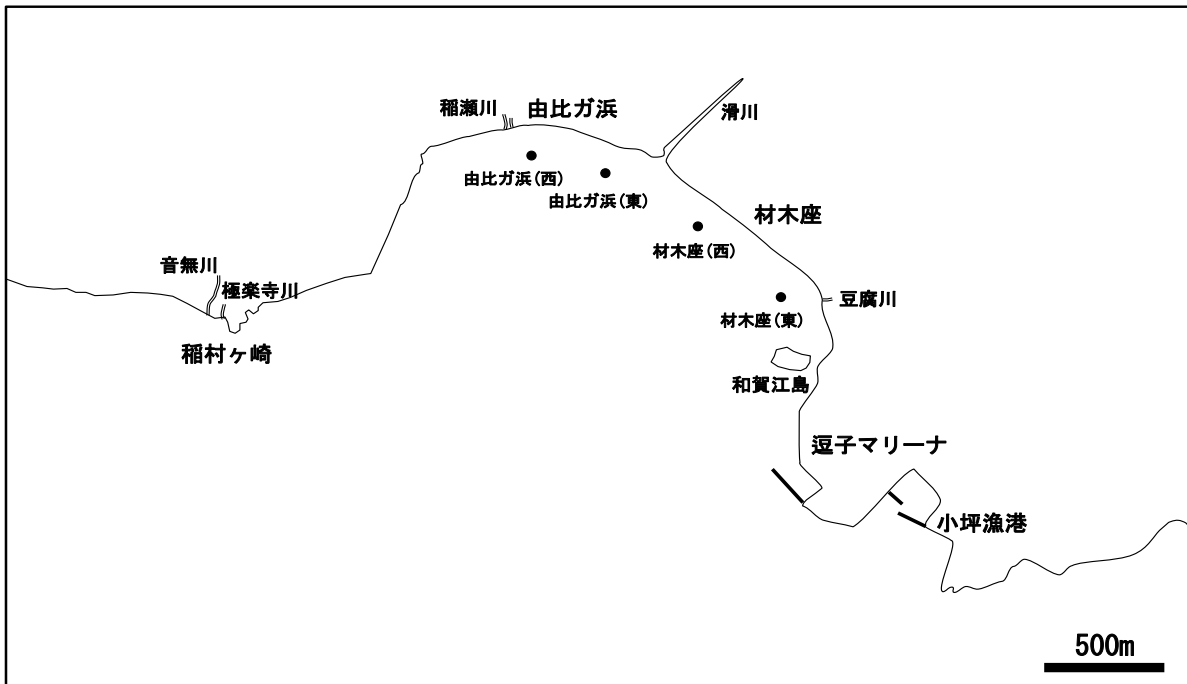 稲瀬川
由比ガ浜
滑川
由比ガ浜(西)
由比ガ浜(東)
材木座
材木座(西)
音無川
極楽寺川
豆腐川
材木座(東)
稲村ヶ崎
和賀江島
逗子マリーナ
小坪漁港
500m